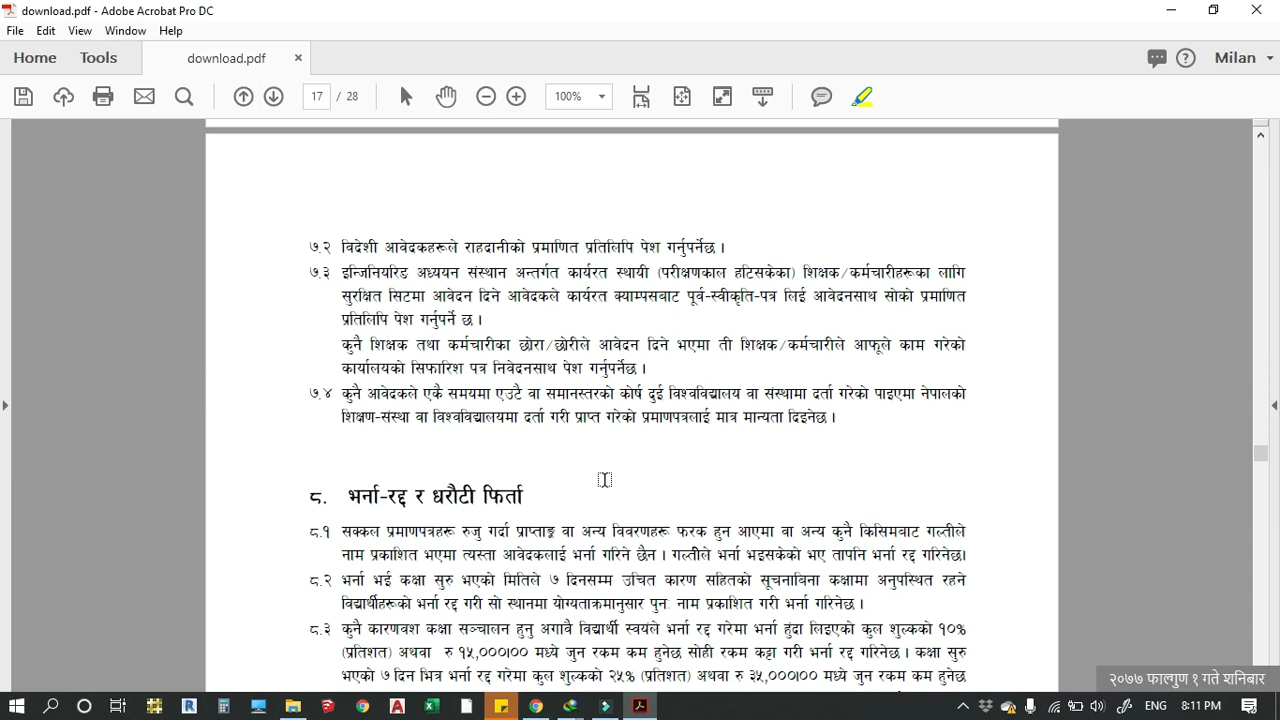 download.pdf - Adobe Acrobat Pro DC
File Edit View Window Help
Home Tools download.pdf × Milan
17 / 28 100%
७.२ विदेशी आवेदकहरूले राहदानीको प्रमाणित प्रतिलिपि पेश गर्नुपर्नेछ ।
७.३ इन्जिनियरिङ अध्ययन संस्थान अन्तर्गत कार्यरत स्थायी (परीक्षणकाल हटिसकेका) शिक्षक/कर्मचारीहरूका लागि
सुरक्षित सिटमा आवेदन दिने आवेदकले कार्यरत क्याम्पसबाट पूर्व-स्वीकृति-पत्र लिई आवेदनसाथ सोको प्रमाणित
प्रतिलिपि पेश गर्नुपर्ने छ ।
कुनै शिक्षक तथा कर्मचारीका छोरा/छोरीले आवेदन दिने भएमा ती शिक्षक/कर्मचारीले आफूले काम गरेको
कार्यालयको सिफारिश पत्र निवेदनसाथ पेश गर्नुपर्नेछ ।
७.४ कुनै आवेदकले एकै समयमा एउटै वा समानस्तरको कोर्ष दुई विश्वविद्यालय वा संस्थामा दर्ता गरेको पाइएमा नेपालको
शिक्षण-संस्था वा विश्वविद्यालयमा दर्ता गरी प्राप्त गरेको प्रमाणपत्रलाई मात्र मान्यता दिइनेछ ।
८. भर्ना-रद्द र धरौटी फिर्ता
८.१ सक्कल प्रमाणपत्रहरू रुजु गर्दा प्राप्ताङ्क वा अन्य विवरणहरू फरक हुन आएमा वा अन्य कुनै किसिमबाट गल्तीले
नाम प्रकाशित भएमा त्यस्ता आवेदकलाई भर्ना गरिने छैन । गल्तीले भर्ना भइसकेको भए तापनि भर्ना रद्द गरिनेछ।
८.२ भर्ना भई कक्षा सुरु भएको मितिले ७ दिनसम्म उचित कारण सहितको सूचनाबिना कक्षामा अनुपस्थित रहने
विद्यार्थीहरूको भर्ना रद्द गरी सो स्थानमा योग्यताक्रमानुसार पुन: नाम प्रकाशित गरी भर्ना गरिनेछ ।
८.३ कुनै कारणवश कक्षा सञ्चालन हुनु अगावै विद्यार्थी स्वयंले भर्ना रद्द गरेमा भर्ना हुंदा लिइएको कुल शुल्कको १०%
(प्रतिशत) अथवा रु १५,०००।०० मध्ये जुन रकम कम हुनेछ सोही रकम कट्टा गरी भर्ना रद्द गरिनेछ । कक्षा सुरु
भएको ७ दिन भित्र भर्ना रद्द गरेमा कुल शुल्कको २५% (प्रतिशत) अथवा रु ३५,०००।०० मध्ये जुन रकम कम हुनेछ
२०७७ फाल्गुण १ गते शनिबार
ENG 8:11 PM